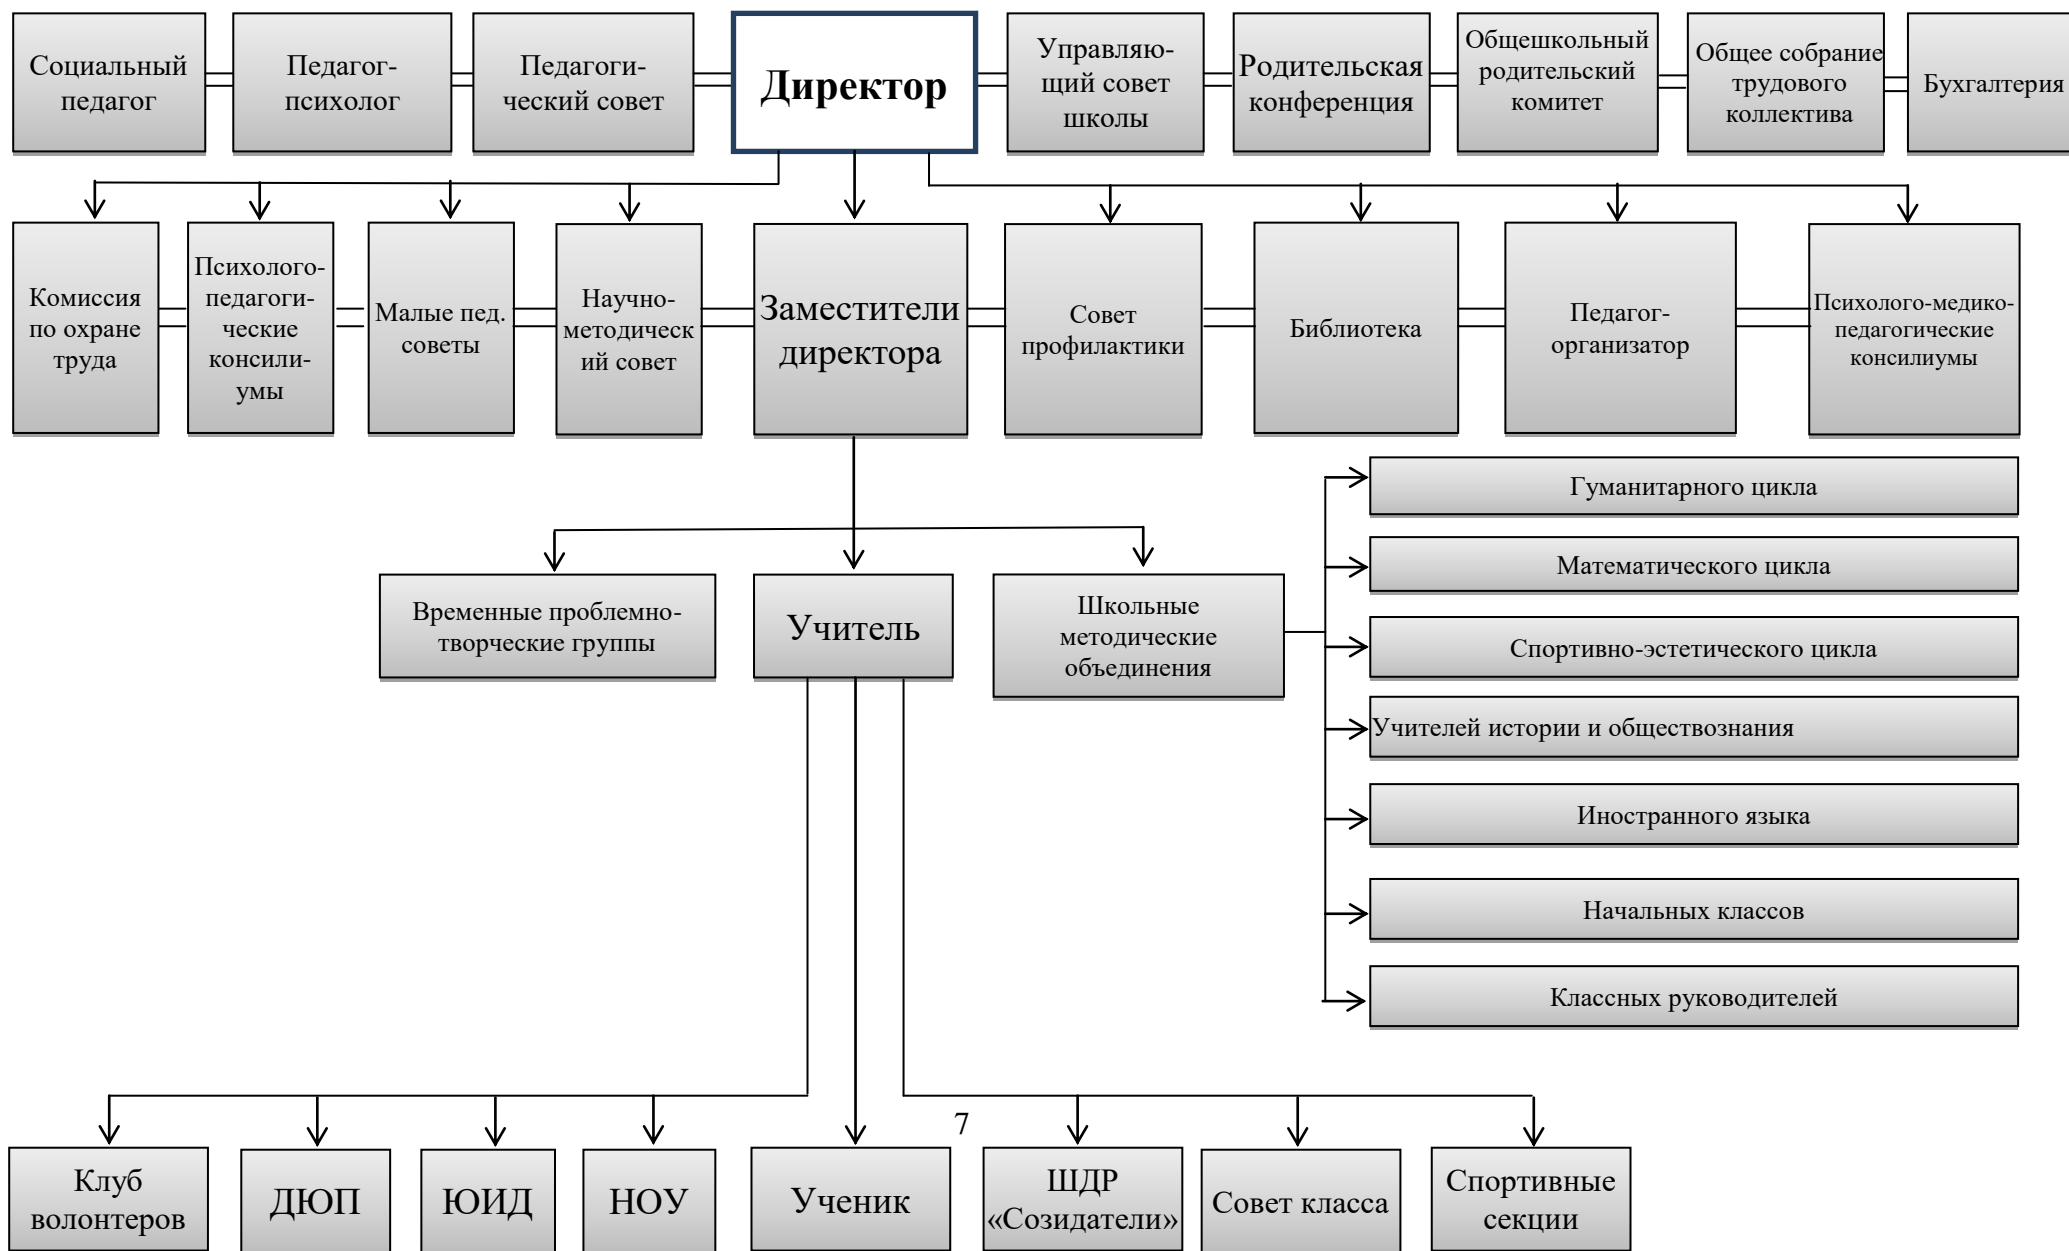 Социальный
педагог
Педагог-
психолог
Педагоги-
ческий совет
Директор
Управляю-
щий совет
школы
Родительская
конференция
Общешкольный
родительский
комитет
Общее собрание
трудового
коллектива
Бухгалтерия
Комиссия
по охране
труда
Психолого-
педагоги-
ческие
консили-
умы
Малые пед.
советы
Научно-
методическ
ий совет
Заместители
директора
Совет
профилактики
Библиотека
Педагог-
организатор
Психолого-медико-
педагогические
консилиумы
Гуманитарного цикла
Математического цикла
Спортивно-эстетического цикла
Учителей истории и обществознания
Иностранного языка
Начальных классов
Классных руководителей
Временные проблемно-
творческие группы
Учитель
Школьные
методические
объединения
7
Клуб
волонтеров
ДЮП
ЮИД
НОУ
Ученик
ШДР
«Созидатели»
Совет класса
Спортивные
секции